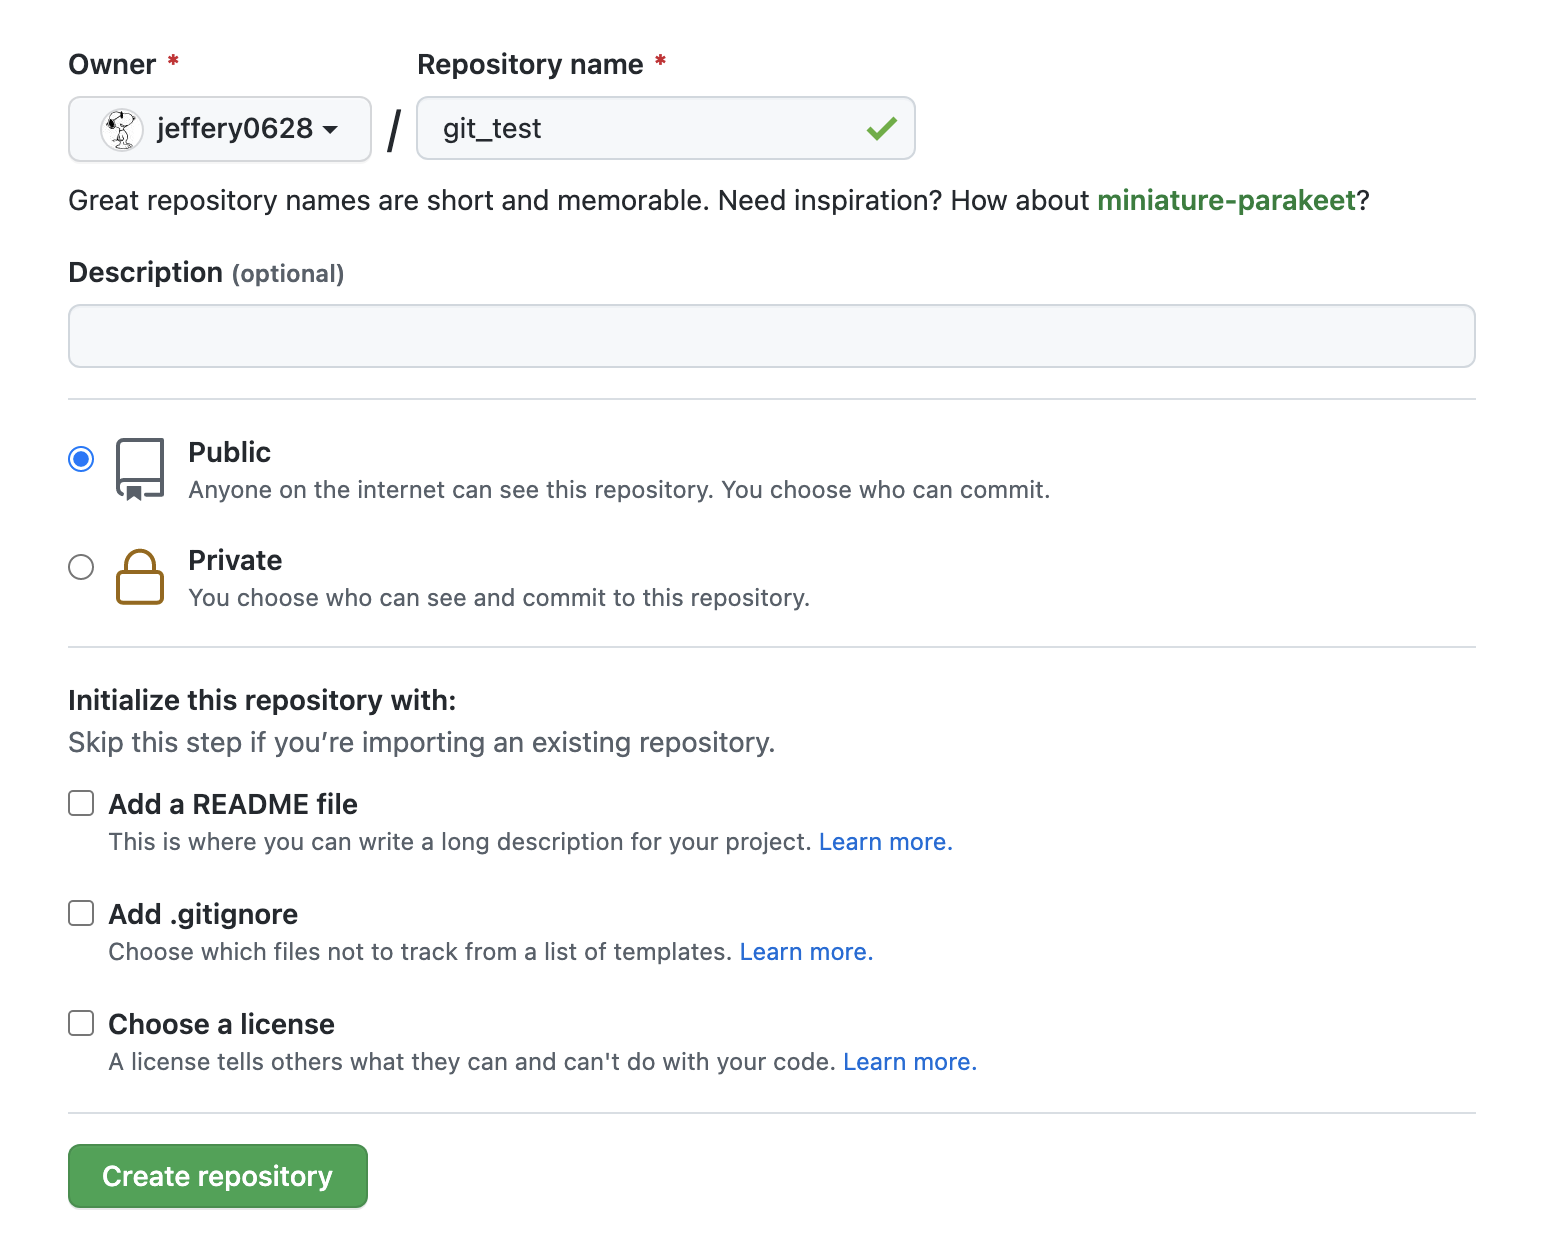 Owner * Repository name *
jeffery0628 / git_test
Great repository names are short and memorable. Need inspiration? How about miniature-parakeet?
Description (optional)
Public
Anyone on the internet can see this repository. You choose who can commit.
Private
You choose who can see and commit to this repository.
Initialize this repository with:
Skip this step if you’re importing an existing repository.
Add a README file
This is where you can write a long description for your project. Learn more.
Add .gitignore
Choose which files not to track from a list of templates. Learn more.
Choose a license
A license tells others what they can and can't do with your code. Learn more.
Create repository